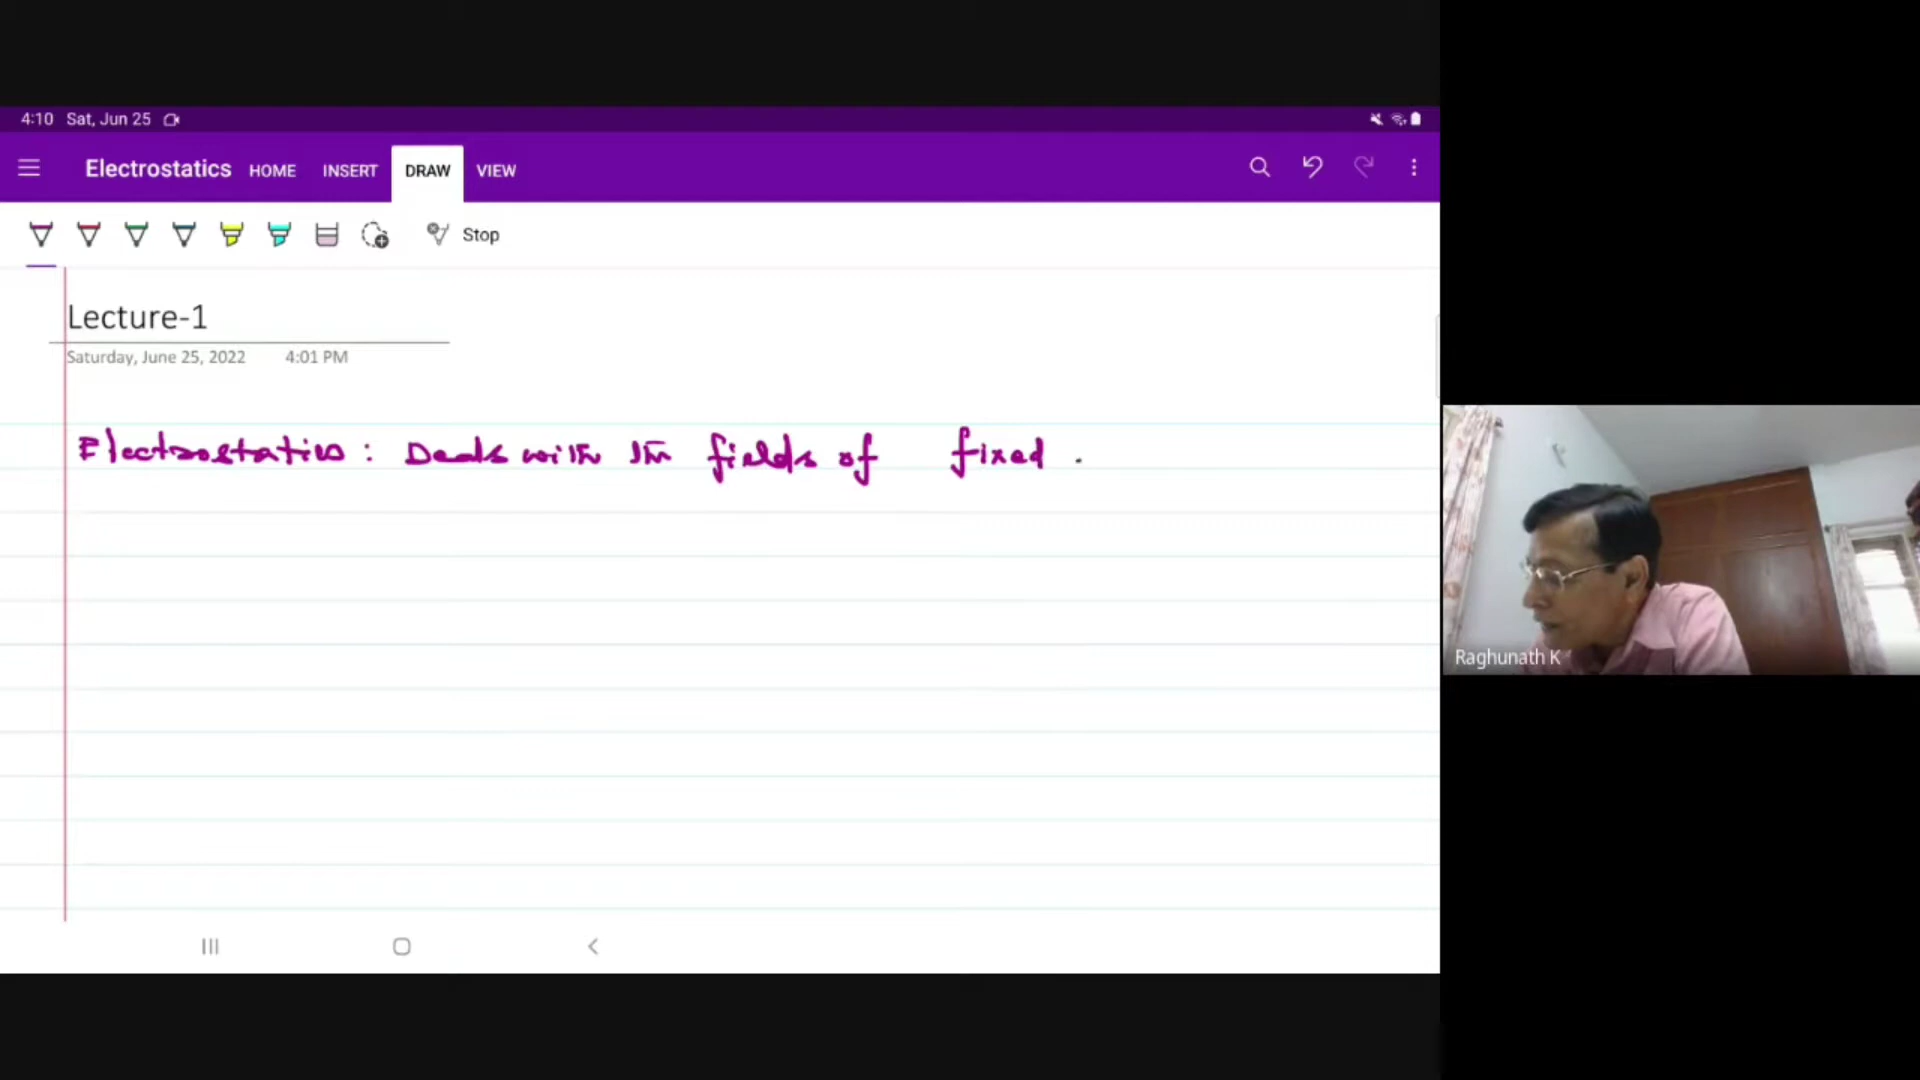 4:10 Sat, Jun 25
Electrostatics HOME INSERT DRAW VIEW
Stop
Lecture-1
Saturday, June 25, 2022 4:01 PM
Electrostatics: Deals with the fields of fixed
Raghunath K